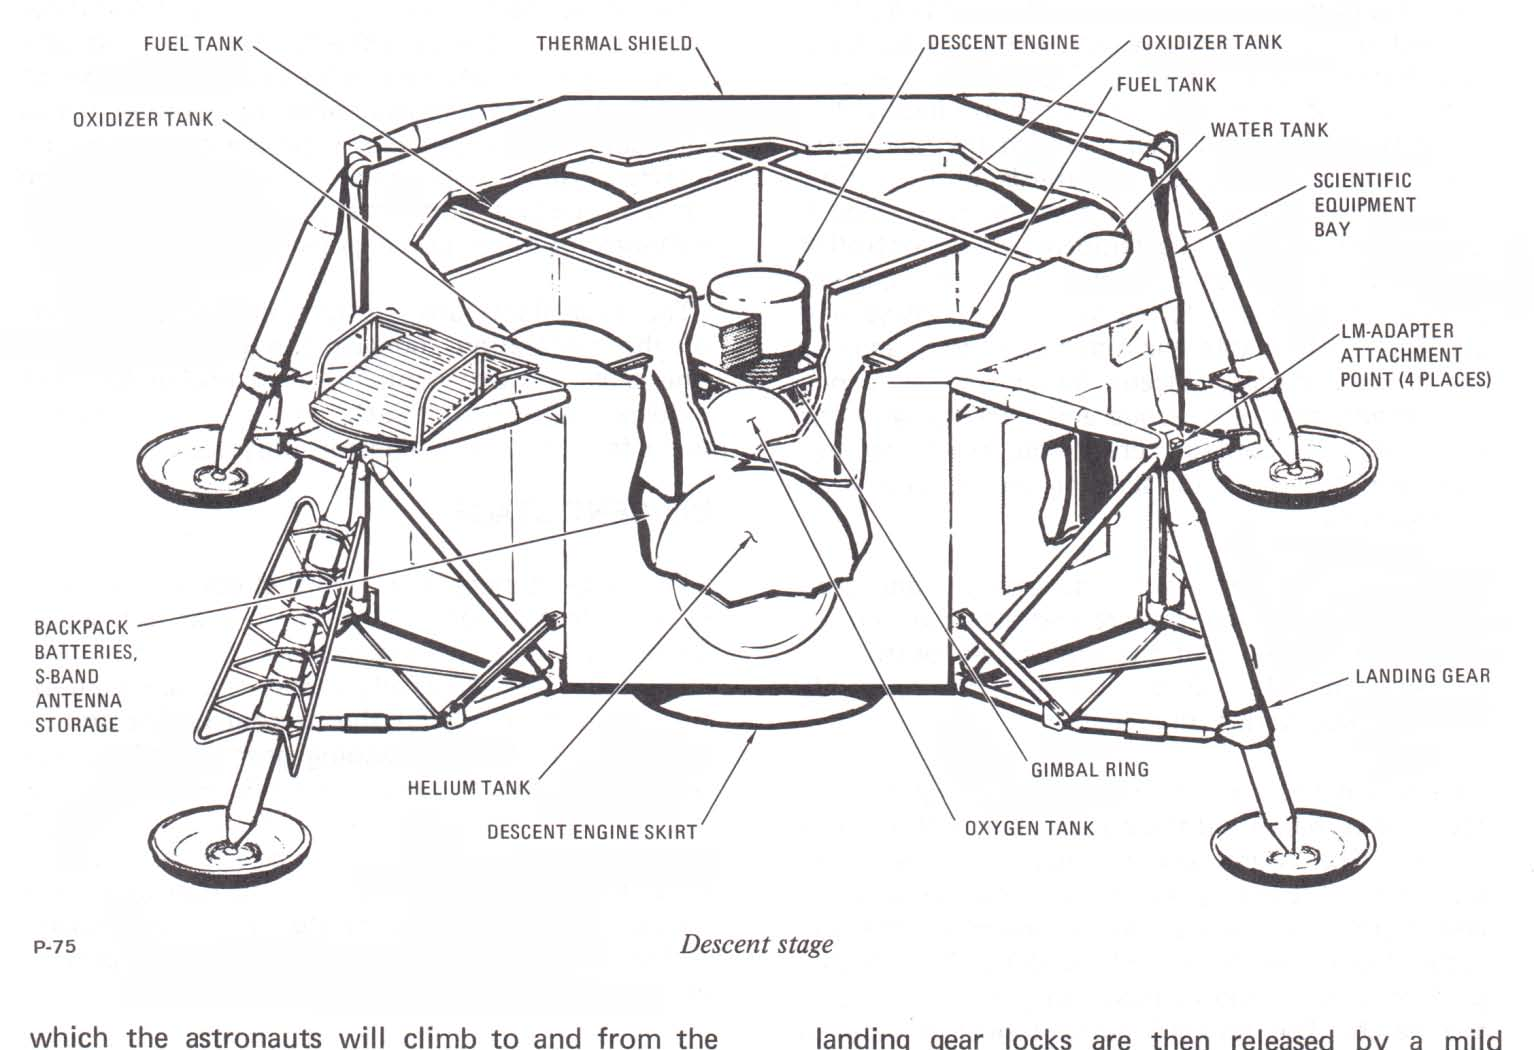 FUEL TANK
THERMAL SHIELD
DESCENT ENGINE
OXIDIZER TANK
FUEL TANK
OXIDIZER TANK
WATER TANK
SCIENTIFIC
EQUIPMENT
BAY
LM-ADAPTER
ATTACHMENT
POINT (4 PLACES)
BACKPACK
BATTERIES,
S-BAND
ANTENNA
STORAGE
LANDING GEAR
HELIUM TANK
GIMBAL RING
DESCENT ENGINE SKIRT
OXYGEN TANK
P-75
Descent stage
which the astronauts will climb to and from the
landing gear locks are then released by a mild